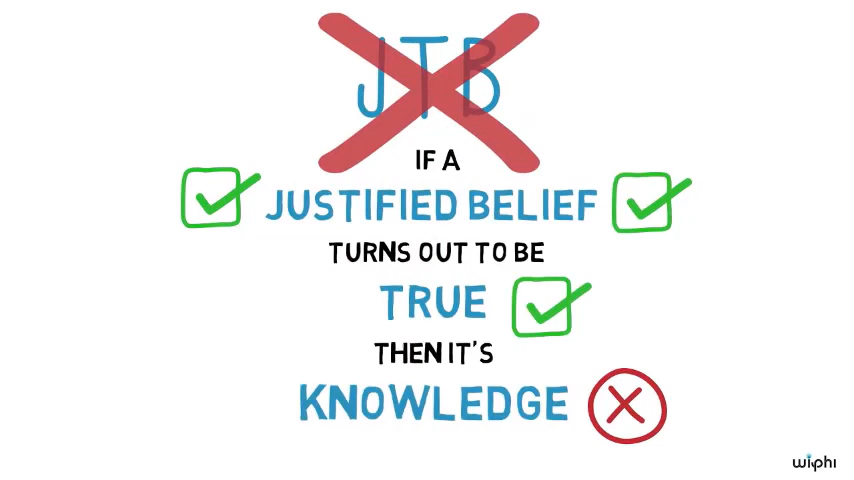 JTB
IF A
JUSTIFIED BELIEF
TURNS OUT TO BE
TRUE
THEN IT'S
KNOWLEDGE
wiphi